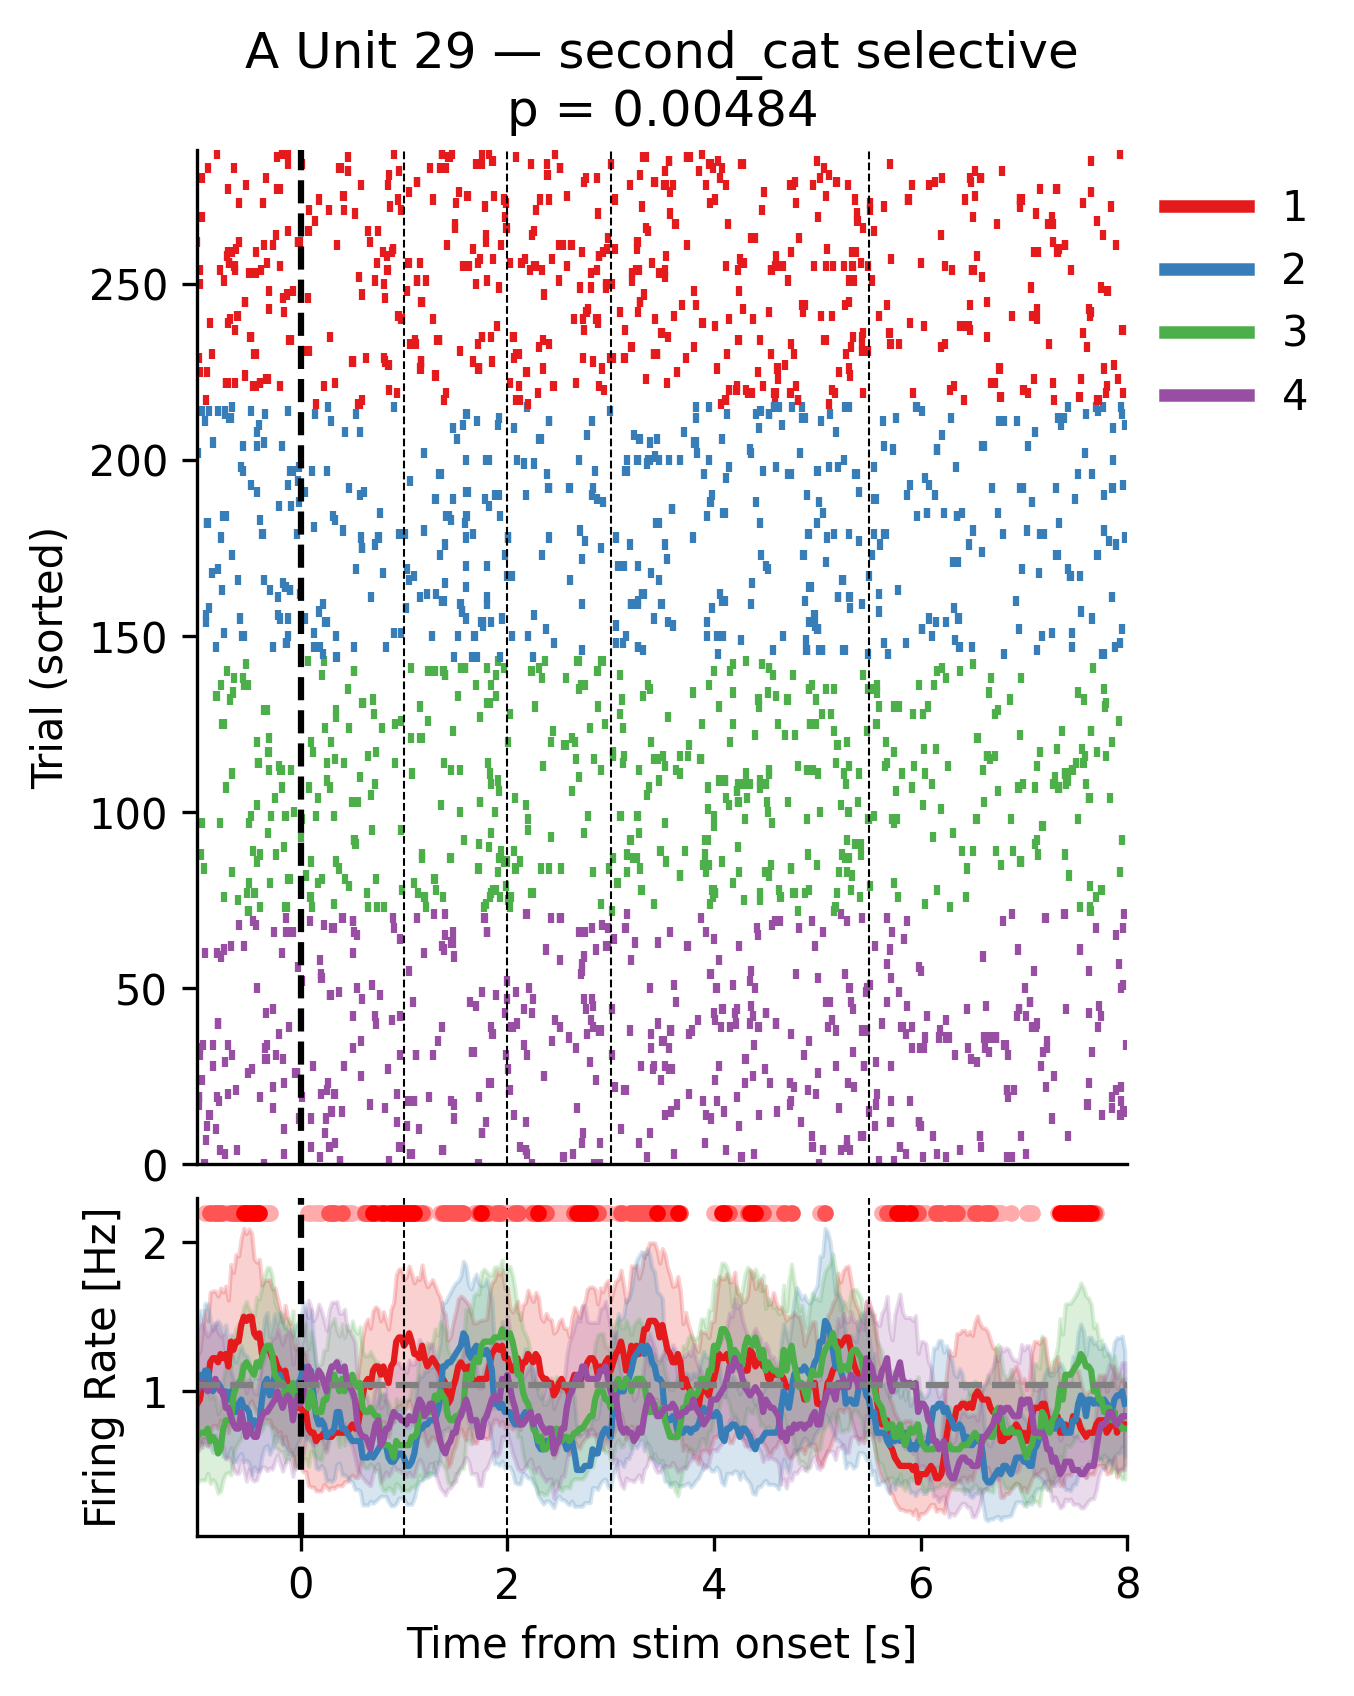 A Unit 29 — second_cat selective
p = 0.00484
1
2
3
4
250
200
150
100
50
0
Trial (sorted)
2
1
Firing Rate [Hz]
0 2 4 6 8
Time from stim onset [s]